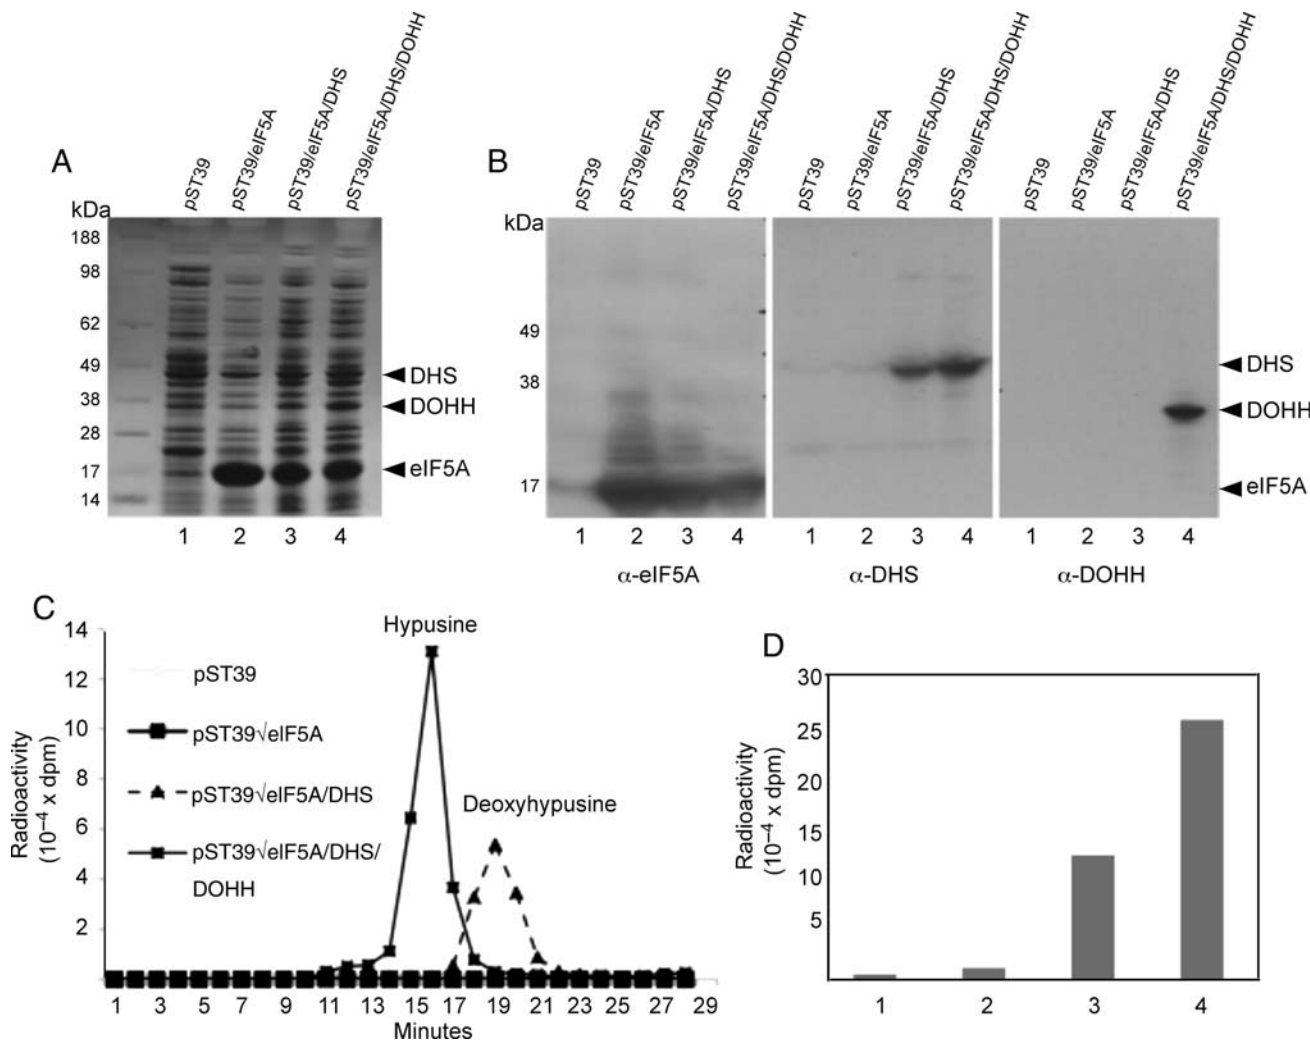 A
pST39
pST39/eIF5A
pST39/eIF5A/DHS
pST39/eIF5A/DHS/DOHH
kDa
188
98
62
49
38
28
17
14
DHS
DOHH
eIF5A
1 2 3 4
B
pST39
pST39/eIF5A
pST39/eIF5A/DHS
pST39/eIF5A/DHS/DOHH
pST39
pST39/eIF5A
pST39/eIF5A/DHS
pST39/eIF5A/DHS/DOHH
pST39
pST39/eIF5A
pST39/eIF5A/DHS
pST39/eIF5A/DHS/DOHH
kDa
49
38
17
DHS
DOHH
eIF5A
1 2 3 4 1 2 3 4 1 2 3 4
α-eIF5A α-DHS α-DOHH
C
Radioactivity
(10⁻⁴ x dpm)
14
12
10
8
6
4
2
Hypusine
Deoxyhypusine
pST39
pST39√eIF5A
pST39√eIF5A/DHS
pST39√eIF5A/DHS/
DOHH
1 3 5 7 9 11 13 15 17 19 21 23 25 27 29
Minutes
D
Radioactivity
(10⁻⁴ x dpm)
30
25
20
15
10
5
1 2 3 4